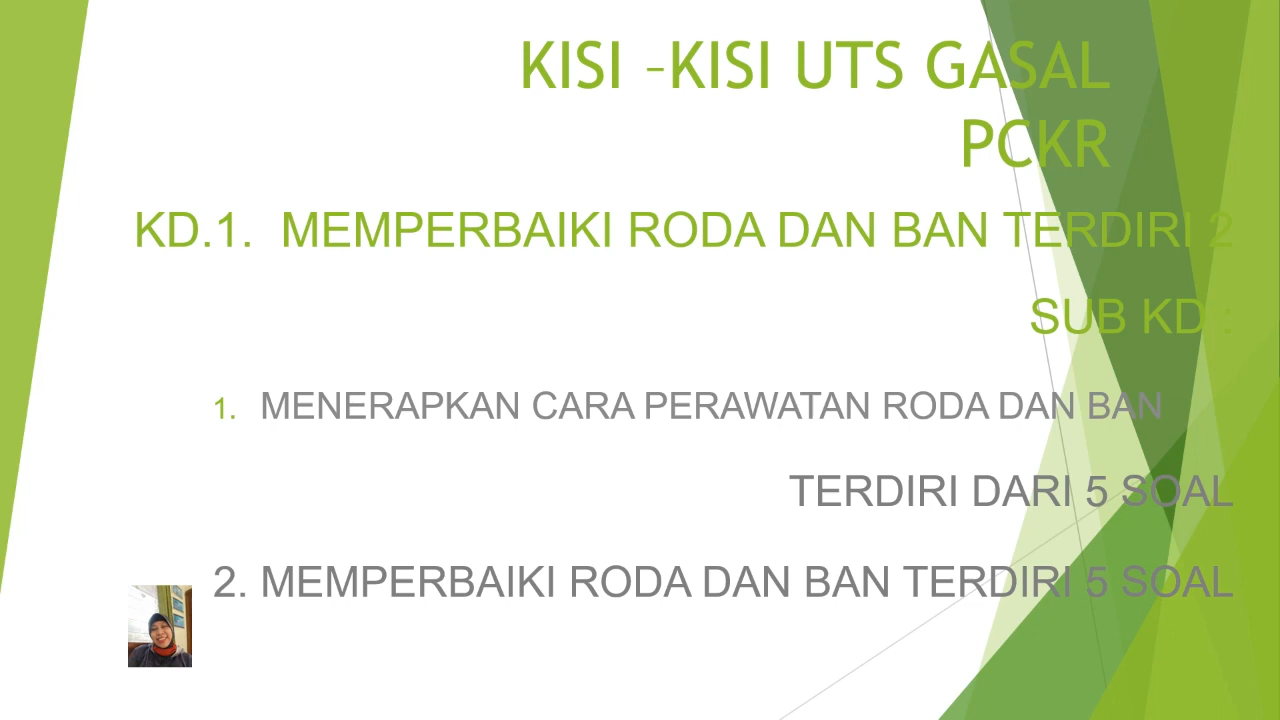 KISI –KISI UTS GASAL
PCKR
KD.1. MEMPERBAIKI RODA DAN BAN TERDIRI 2
SUB KD :
1. MENERAPKAN CARA PERAWATAN RODA DAN BAN
TERDIRI DARI 5 SOAL
2. MEMPERBAIKI RODA DAN BAN TERDIRI 5 SOAL